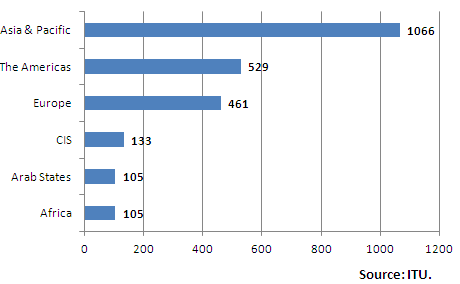 Asia & Pacific 1066
The Americas 529
Europe 461
CIS 133
Arab States 105
Africa 105
0 200 400 600 800 1000 1200
Source: ITU.